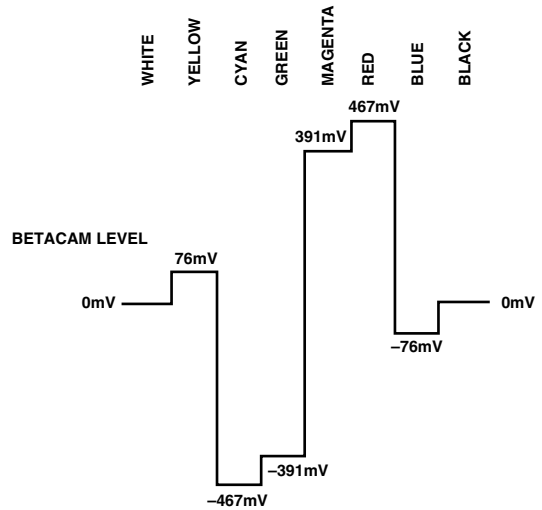 WHITE
YELLOW
CYAN
GREEN
MAGENTA
RED
BLUE
BLACK
467mV
391mV
BETACAM LEVEL
76mV
0mV
0mV
–76mV
–391mV
–467mV